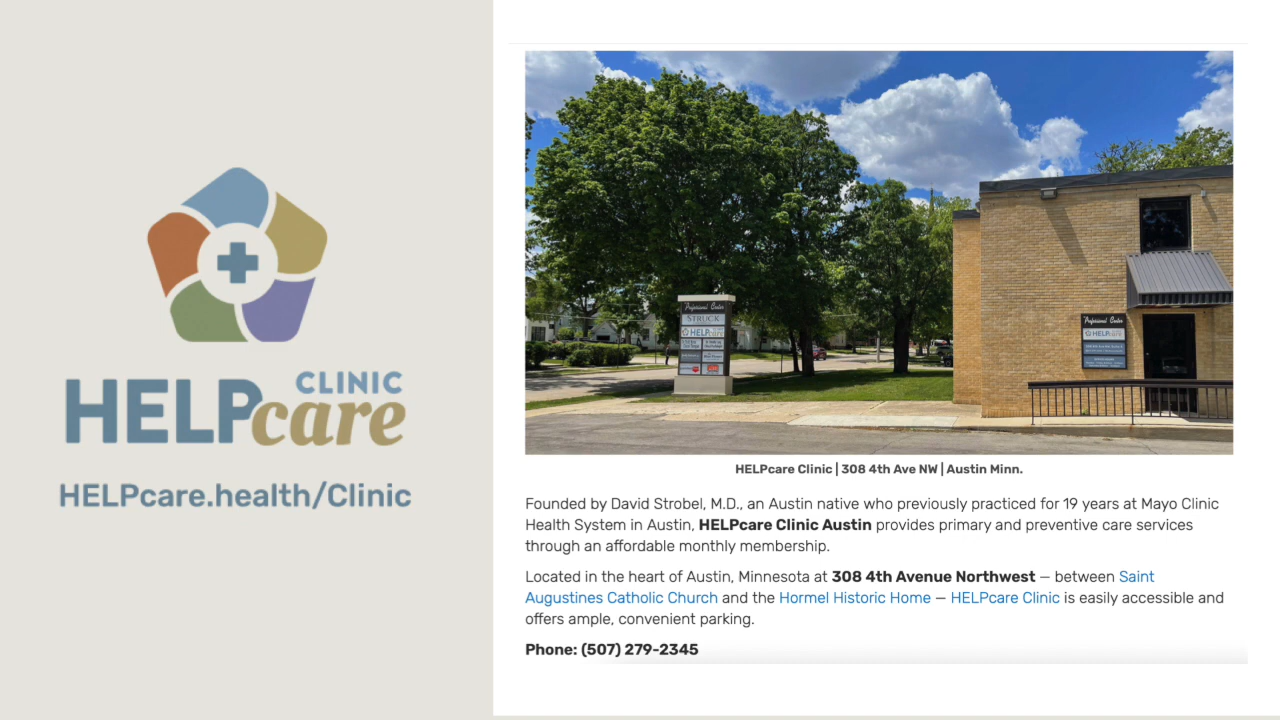 CLINIC
HELPcare
HELPcare.health/Clinic
Professional Center
STRUCK
HELPcare
Professional Center
HELPcare
HELPcare Clinic | 308 4th Ave NW | Austin Minn.
Founded by David Strobel, M.D., an Austin native who previously practiced for 19 years at Mayo Clinic
Health System in Austin, HELPcare Clinic Austin provides primary and preventive care services
through an affordable monthly membership.
Located in the heart of Austin, Minnesota at 308 4th Avenue Northwest — between Saint
Augustines Catholic Church and the Hormel Historic Home — HELPcare Clinic is easily accessible and
offers ample, convenient parking.
Phone: (507) 279-2345